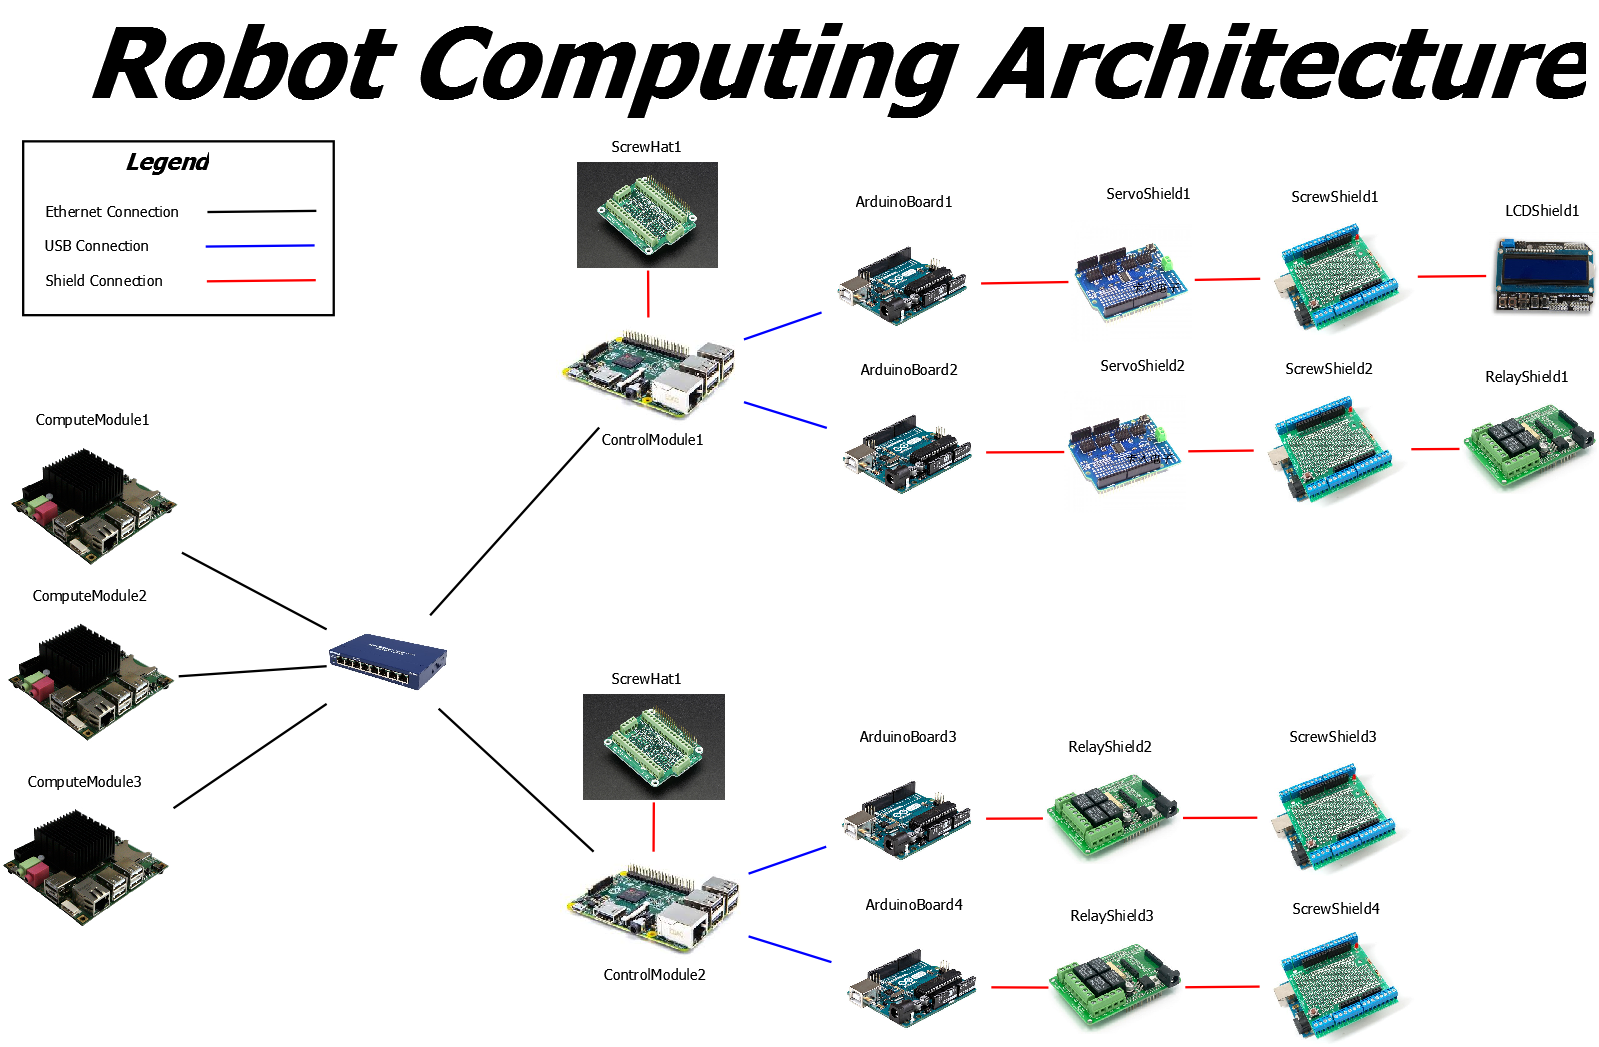 Robot Computing Architecture
Legend
Ethernet Connection
USB Connection
Shield Connection
ScrewHat1
ArduinoBoard1
ServoShield1
ScrewShield1
LCDShield1
ControlModule1
ArduinoBoard2
ServoShield2
ScrewShield2
RelayShield1
ComputeModule1
ComputeModule2
ComputeModule3
ScrewHat1
ArduinoBoard3
RelayShield2
ScrewShield3
ControlModule2
ArduinoBoard4
RelayShield3
ScrewShield4